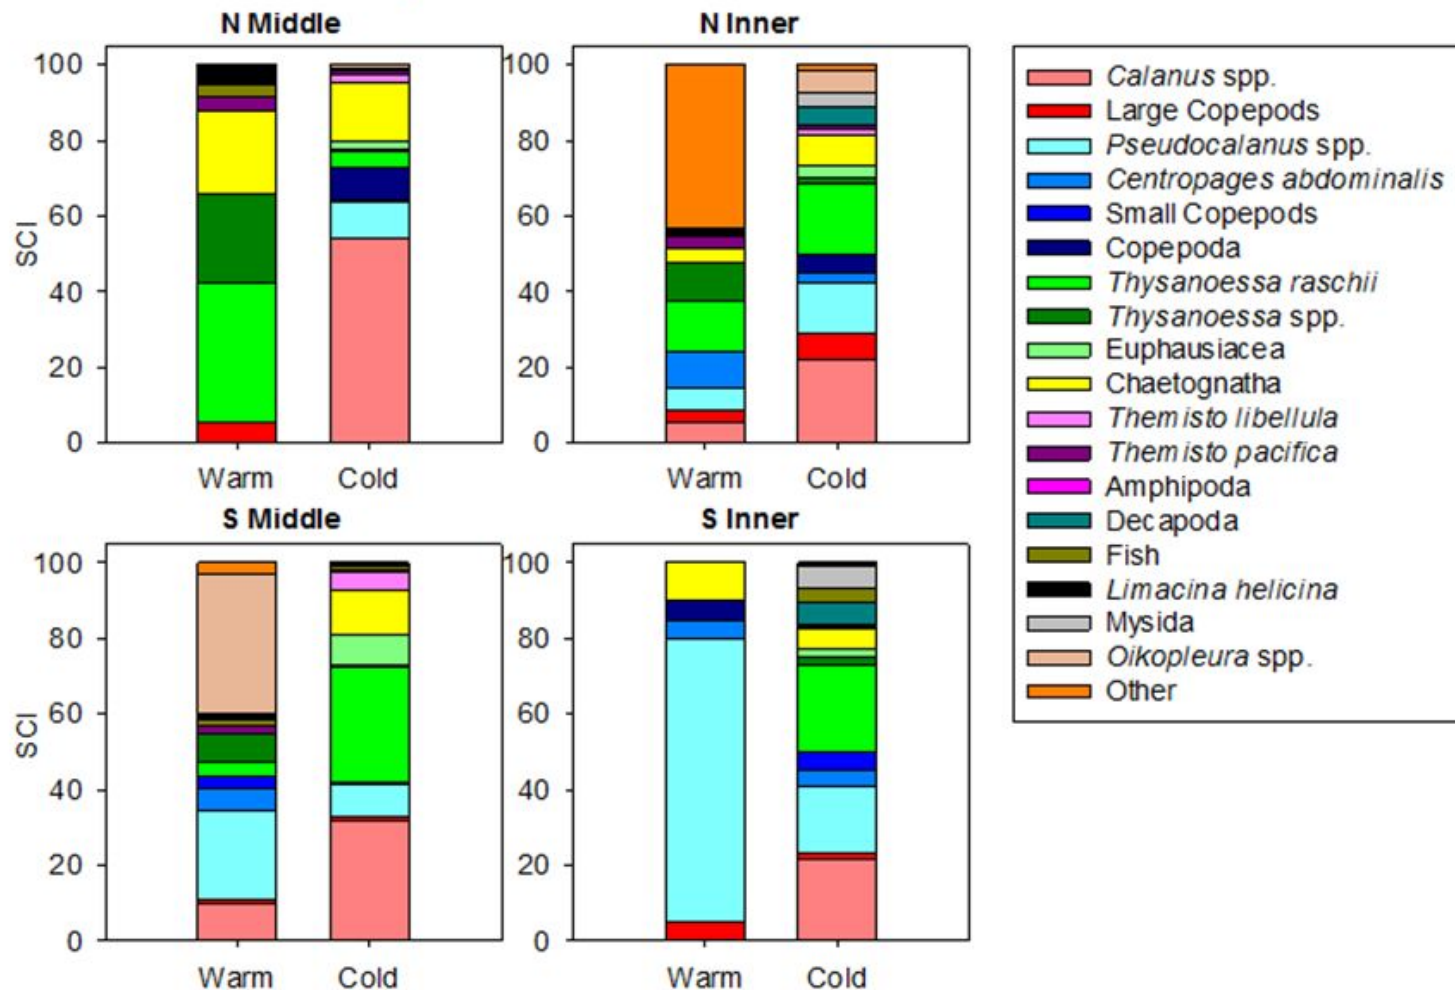 N Middle
N Inner
100
80
60
40
20
0
SCI
Warm
Cold
100
80
60
40
20
0
Warm
Cold
S Middle
S Inner
100
80
60
40
20
0
SCI
Warm
Cold
100
80
60
40
20
0
Warm
Cold
Calanus spp.
Large Copepods
Pseudocalanus spp.
Centropages abdominalis
Small Copepods
Copepoda
Thysanoessa raschii
Thysanoessa spp.
Euphausiacea
Chaetognatha
Themisto libellula
Themisto pacifica
Amphipoda
Decapoda
Fish
Limacina helicina
Mysida
Oikopleura spp.
Other